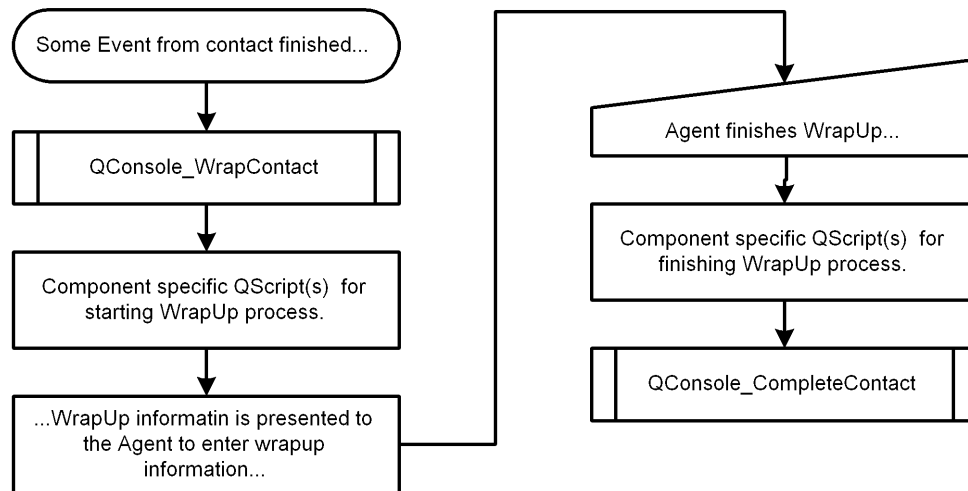 Some Event from contact finished...
QConsole_WrapContact
Component specific QScript(s) for
starting WrapUp process.
...WrapUp informatin is presented to
the Agent to enter wrapup
information...
Agent finishes WrapUp...
Component specific QScript(s) for
finishing WrapUp process.
QConsole_CompleteContact